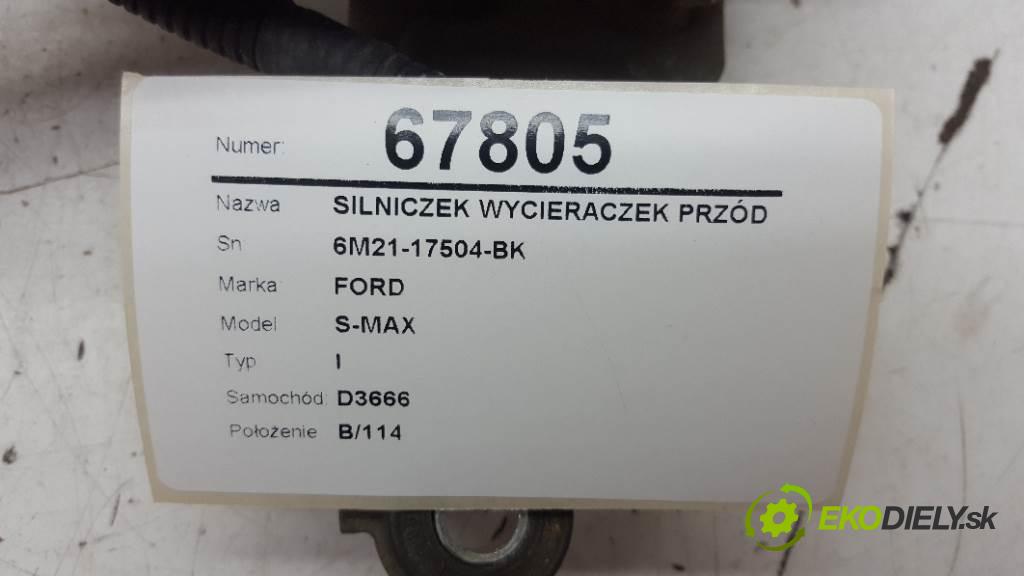 Numer: 67805
Nazwa SILNICZEK WYCIERACZEK PRZÓD
Sn 6M21-17504-BK
Marka FORD
Model S-MAX
Typ I
Samochód: D3666
Położenie B/114
EKODIELY.sk